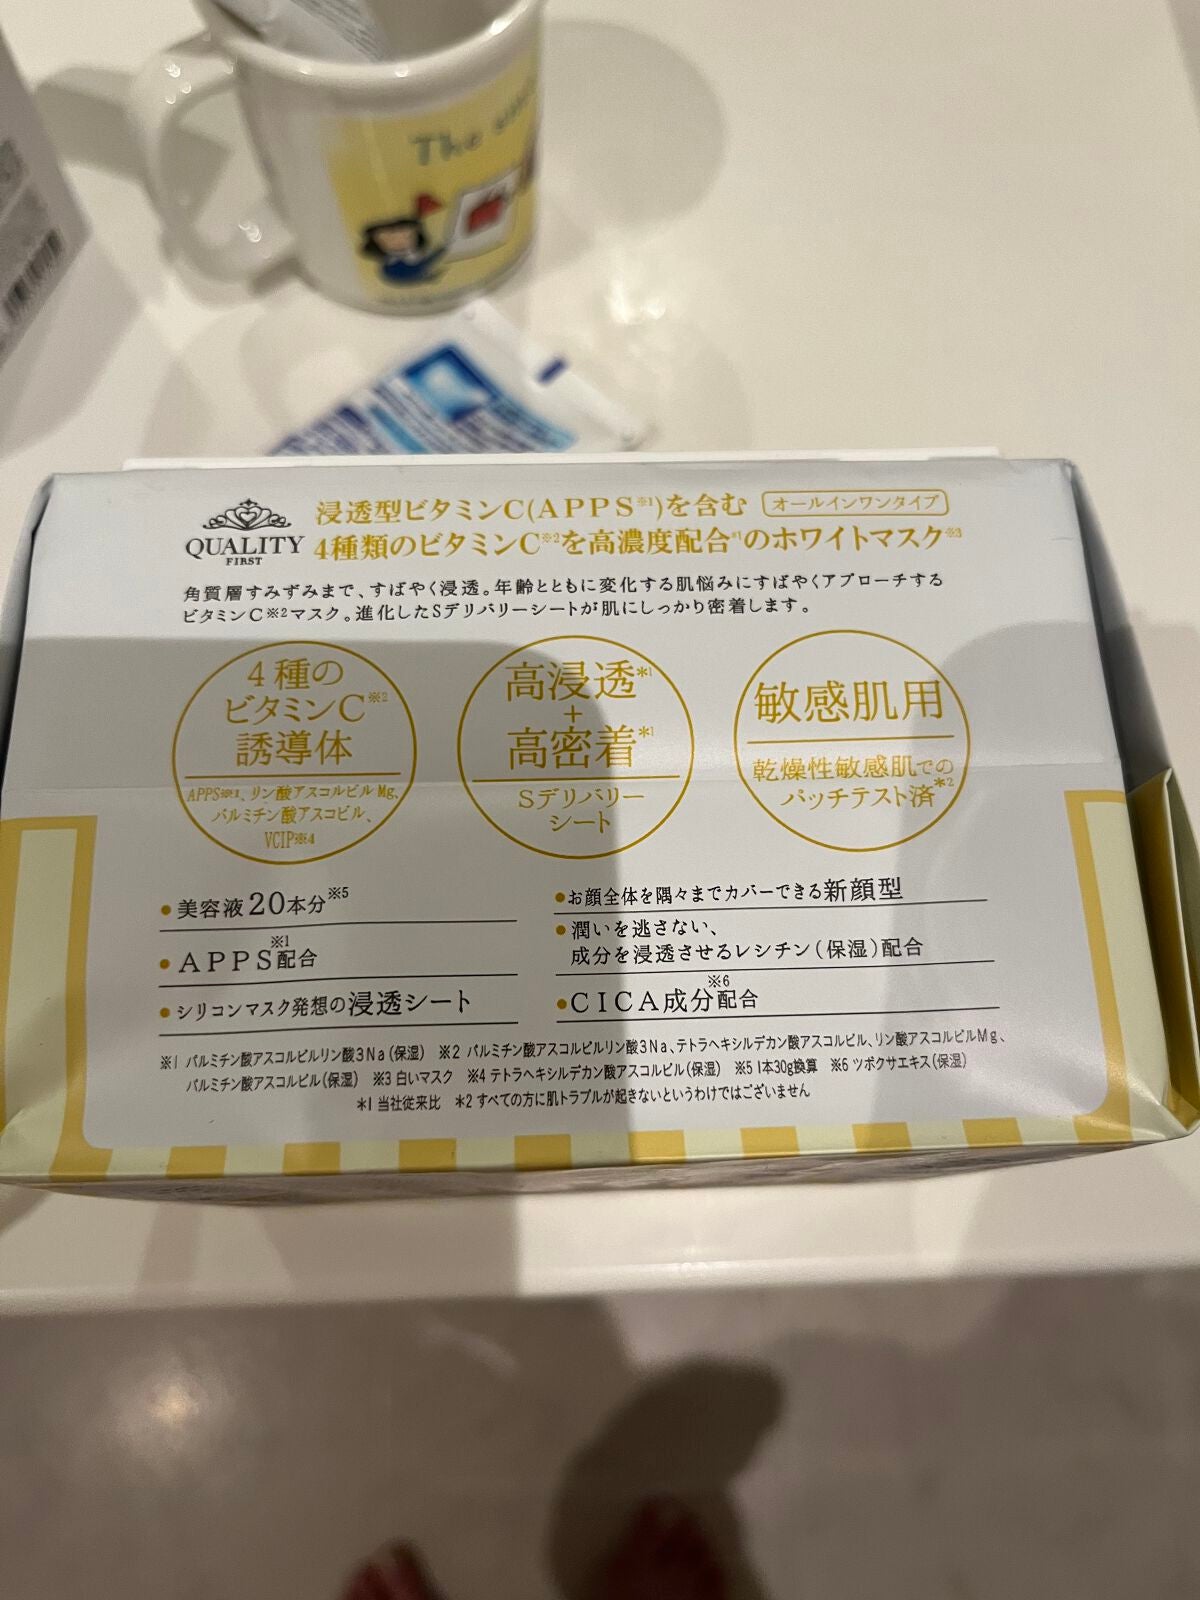 The
QUALITY
FIRST
浸透型ビタミンC(APPS※1)を含む オールインワンタイプ
4種類のビタミンC※2を高濃度配合*1のホワイトマスク※3
角質層すみずみまで、すばやく浸透。年齢とともに変化する肌悩みにすばやくアプローチする
ビタミンC※2マスク。進化したSデリバリーシートが肌にしっかり密着します。
4種の
ビタミンC※2
誘導体
APPS※1、リン酸アスコルビルMg、
パルミチン酸アスコビル、
VCIP※4
高浸透*1
+
高密着*1
Sデリバリー
シート
敏感肌用
乾燥性敏感肌での
パッチテスト済*2
●美容液20本分※5
●APPS※1配合
●シリコンマスク発想の浸透シート
●お顔全体を隅々までカバーできる新顔型
●潤いを逃さない、
成分を浸透させるレシチン(保湿)配合
●CICA成分※6配合
※1 パルミチン酸アスコルビルリン酸3Na(保湿) ※2 パルミチン酸アスコルビルリン酸3Na、テトラヘキシルデカン酸アスコルビル、リン酸アスコルビルMg、
パルミチン酸アスコルビル(保湿) ※3 白いマスク ※4 テトラヘキシルデカン酸アスコルビル(保湿) ※5 1本30g換算 ※6 ツボクサエキス(保湿)
*1 当社従来比 *2 すべての方に肌トラブルが起きないというわけではございません